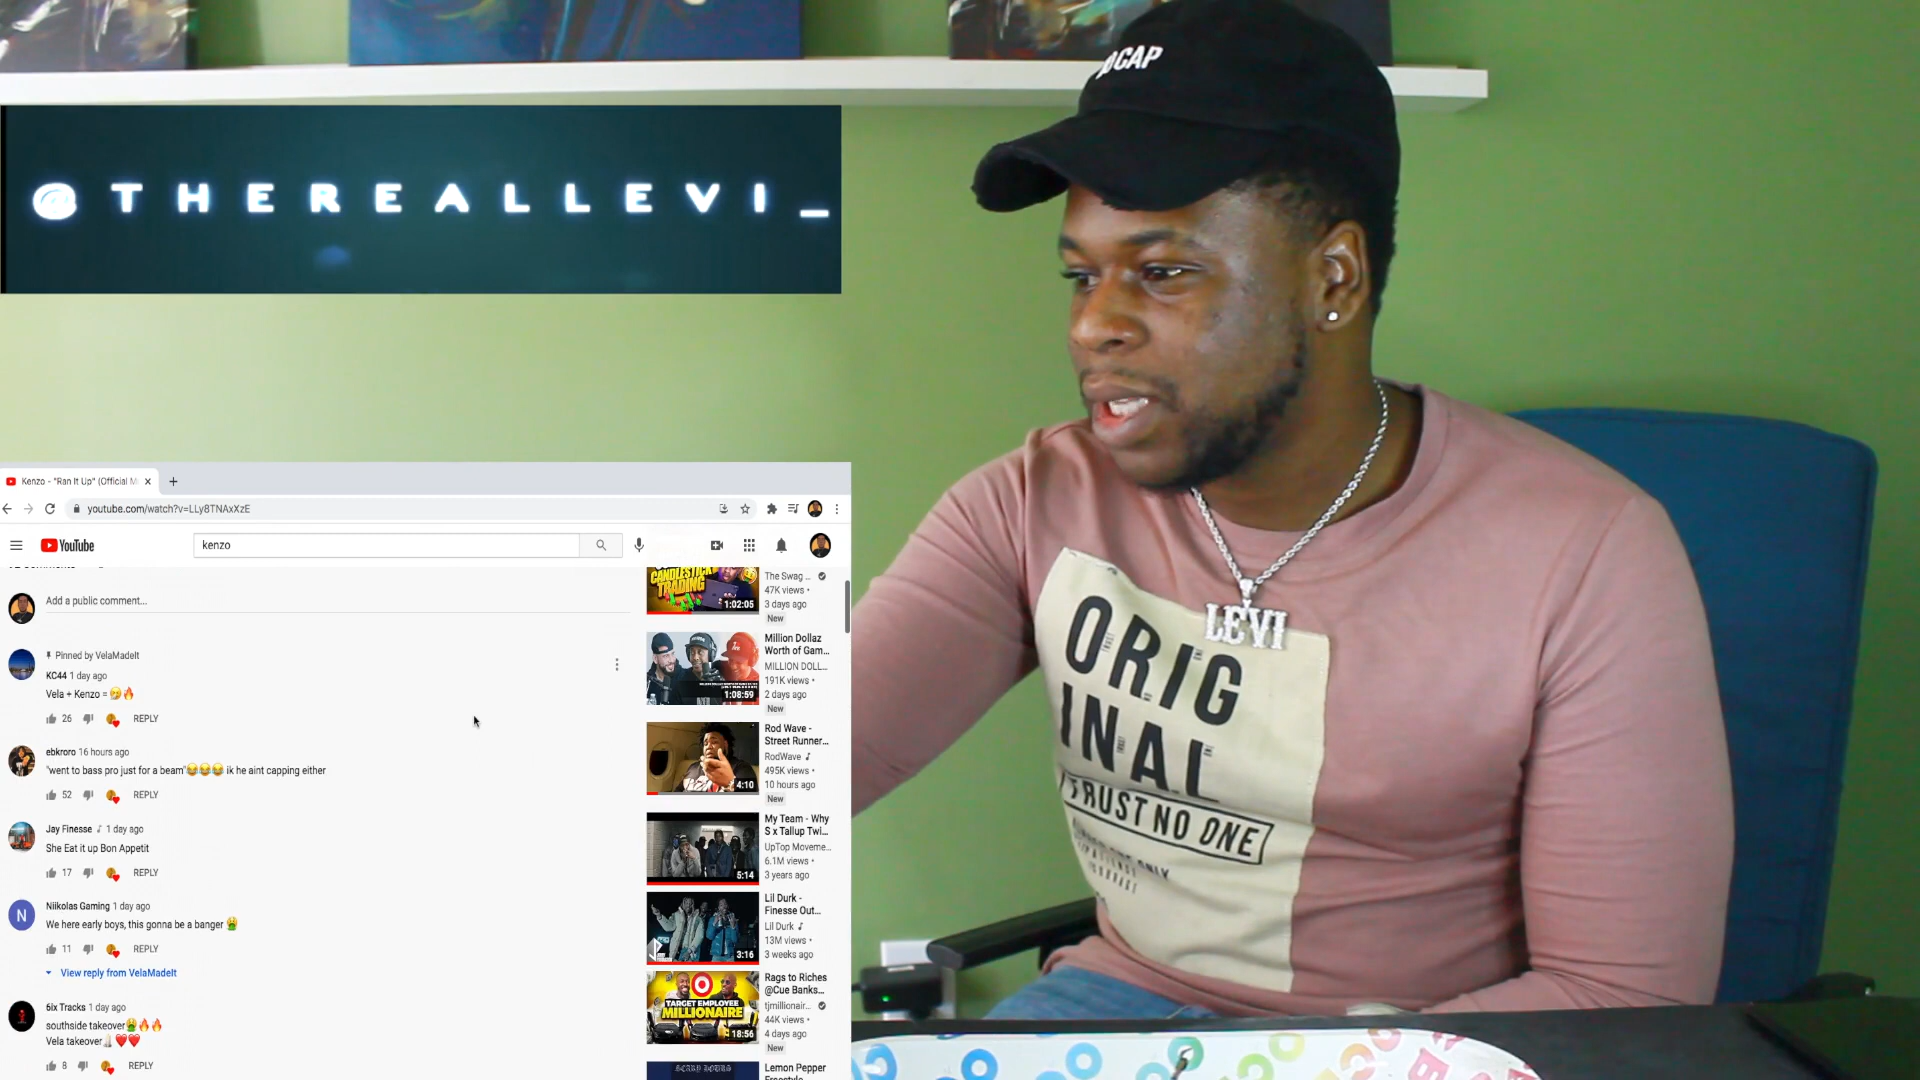 @THEREALLEVI_
Kenzo - "Ran It Up" (Official M
youtube.com/watch?v=LLy8TNAxXzE
YouTube
kenzo
Add a public comment...
Pinned by VelaMadeIt
KC44 1 day ago
Vela + Kenzo = 🤧🔥
26 REPLY
ebkroro 16 hours ago
"went to bass pro just for a beam"😂😂😂 ik he aint capping either
52 REPLY
Jay Finesse 1 day ago
She Eat it up Bon Appetit
17 REPLY
Niikolas Gaming 1 day ago
We here early boys, this gonna be a banger 🤮
11 REPLY
View reply from VelaMadeIt
6ix Tracks 1 day ago
southside takeover🤮🔥🔥
Vela takeover❤️❤️
8 REPLY
CANDLESTICK
TRADING
1:02:05
The Swag ...
47K views •
3 days ago
New
1:08:59
Million Dollaz
Worth of Gam...
MILLION DOLL...
191K views •
2 days ago
New
4:10
Rod Wave -
Street Runner...
RodWave
495K views •
10 hours ago
New
5:14
My Team - Why
S x Tallup Twi...
UpTop Moveme...
6.1M views •
3 years ago
3:16
Lil Durk -
Finesse Out...
Lil Durk
13M views •
3 weeks ago
TARGET EMPLOYEE
MILLIONAIRE
18:56
Rags to Riches
@Cue Banks...
tjmillionair...
44K views •
4 days ago
New
SCARY HOURS
Lemon Pepper
Freestyle
CAP
LEVI
ORIG
INAL
TRUST NO ONE